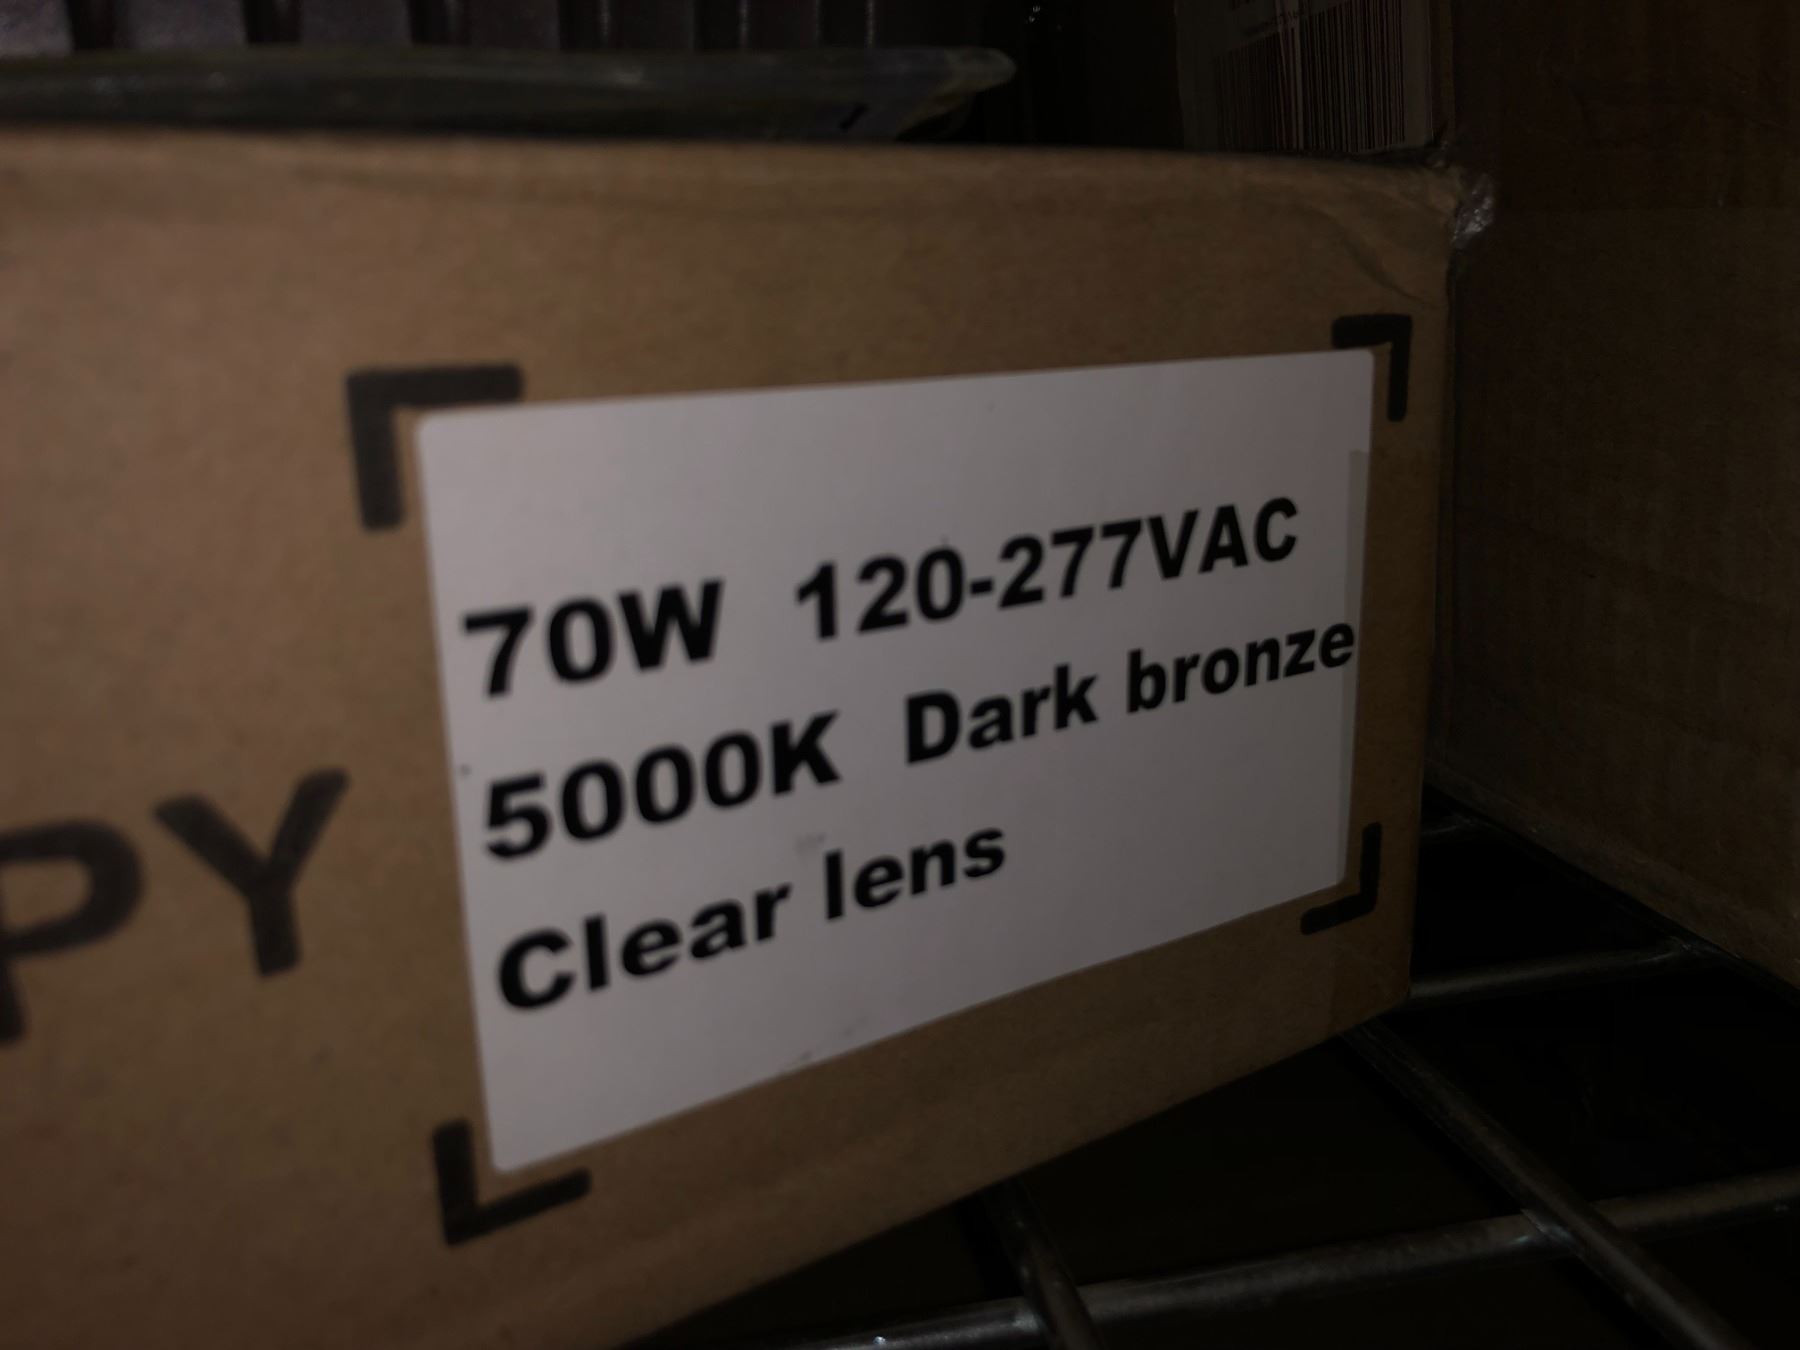 70W 120-277VAC
5000K Dark bronze
Clear lens
PY